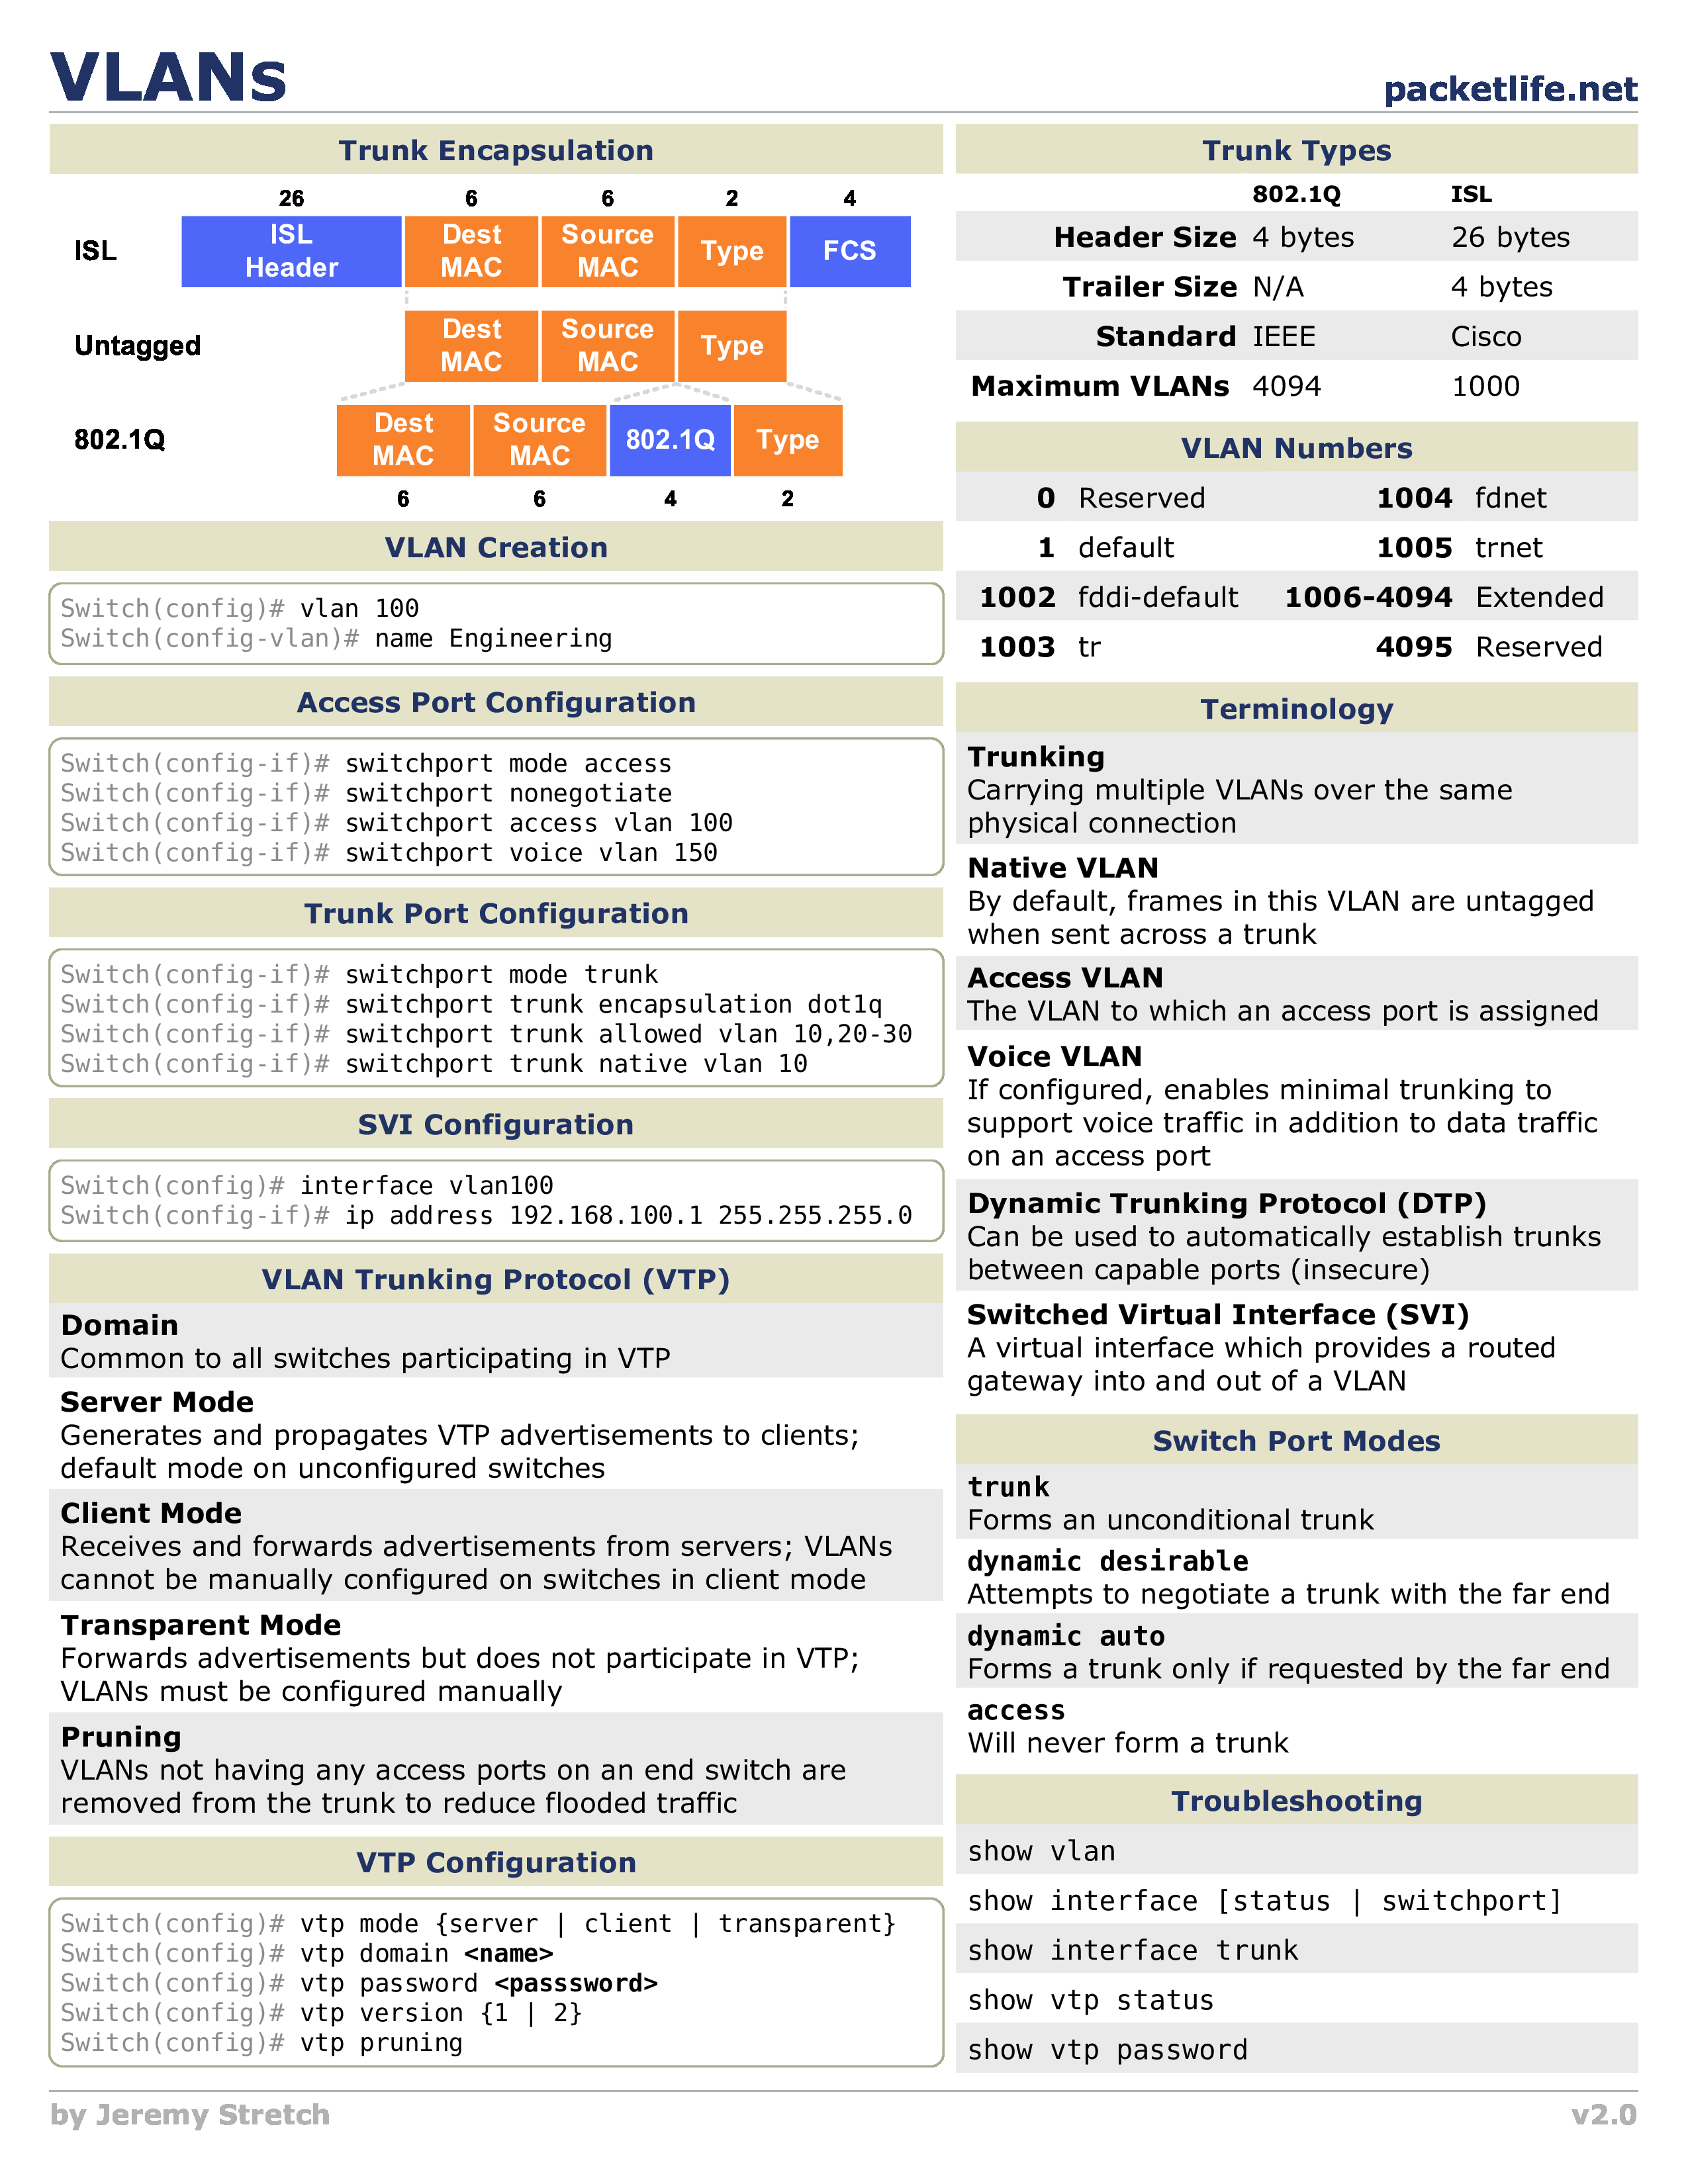 VLANs
packetlife.net
Trunk Encapsulation
26 6 6 2 4
ISL
ISL Header
Dest MAC
Source MAC
Type
FCS
Untagged
Dest MAC
Source MAC
Type
802.1Q
Dest MAC
Source MAC
802.1Q
Type
6 6 4 2
VLAN Creation
Switch(config)# vlan 100
Switch(config-vlan)# name Engineering
Access Port Configuration
Switch(config-if)# switchport mode access
Switch(config-if)# switchport nonegotiate
Switch(config-if)# switchport access vlan 100
Switch(config-if)# switchport voice vlan 150
Trunk Port Configuration
Switch(config-if)# switchport mode trunk
Switch(config-if)# switchport trunk encapsulation dot1q
Switch(config-if)# switchport trunk allowed vlan 10,20-30
Switch(config-if)# switchport trunk native vlan 10
SVI Configuration
Switch(config)# interface vlan100
Switch(config-if)# ip address 192.168.100.1 255.255.255.0
VLAN Trunking Protocol (VTP)
Domain
Common to all switches participating in VTP
Server Mode
Generates and propagates VTP advertisements to clients;
default mode on unconfigured switches
Client Mode
Receives and forwards advertisements from servers; VLANs
cannot be manually configured on switches in client mode
Transparent Mode
Forwards advertisements but does not participate in VTP;
VLANs must be configured manually
Pruning
VLANs not having any access ports on an end switch are
removed from the trunk to reduce flooded traffic
VTP Configuration
Switch(config)# vtp mode {server | client | transparent}
Switch(config)# vtp domain <name>
Switch(config)# vtp password <passsword>
Switch(config)# vtp version {1 | 2}
Switch(config)# vtp pruning
Trunk Types
802.1Q ISL
Header Size 4 bytes 26 bytes
Trailer Size N/A 4 bytes
Standard IEEE Cisco
Maximum VLANs 4094 1000
VLAN Numbers
0 Reserved 1004 fdnet
1 default 1005 trnet
1002 fddi-default 1006-4094 Extended
1003 tr 4095 Reserved
Terminology
Trunking
Carrying multiple VLANs over the same
physical connection
Native VLAN
By default, frames in this VLAN are untagged
when sent across a trunk
Access VLAN
The VLAN to which an access port is assigned
Voice VLAN
If configured, enables minimal trunking to
support voice traffic in addition to data traffic
on an access port
Dynamic Trunking Protocol (DTP)
Can be used to automatically establish trunks
between capable ports (insecure)
Switched Virtual Interface (SVI)
A virtual interface which provides a routed
gateway into and out of a VLAN
Switch Port Modes
trunk
Forms an unconditional trunk
dynamic desirable
Attempts to negotiate a trunk with the far end
dynamic auto
Forms a trunk only if requested by the far end
access
Will never form a trunk
Troubleshooting
show vlan
show interface [status | switchport]
show interface trunk
show vtp status
show vtp password
by Jeremy Stretch
v2.0